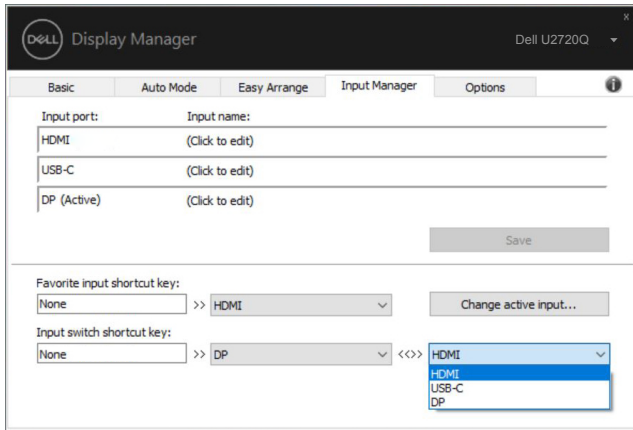 DELL Display Manager
Dell U2720Q
x
Basic Auto Mode Easy Arrange Input Manager Options i
Input port: Input name:
HDMI (Click to edit)
USB-C (Click to edit)
DP (Active) (Click to edit)
Save
Favorite input shortcut key:
None >> HDMI Change active input...
Input switch shortcut key:
None >> DP <<>> HDMI
HDMI
USB-C
DP